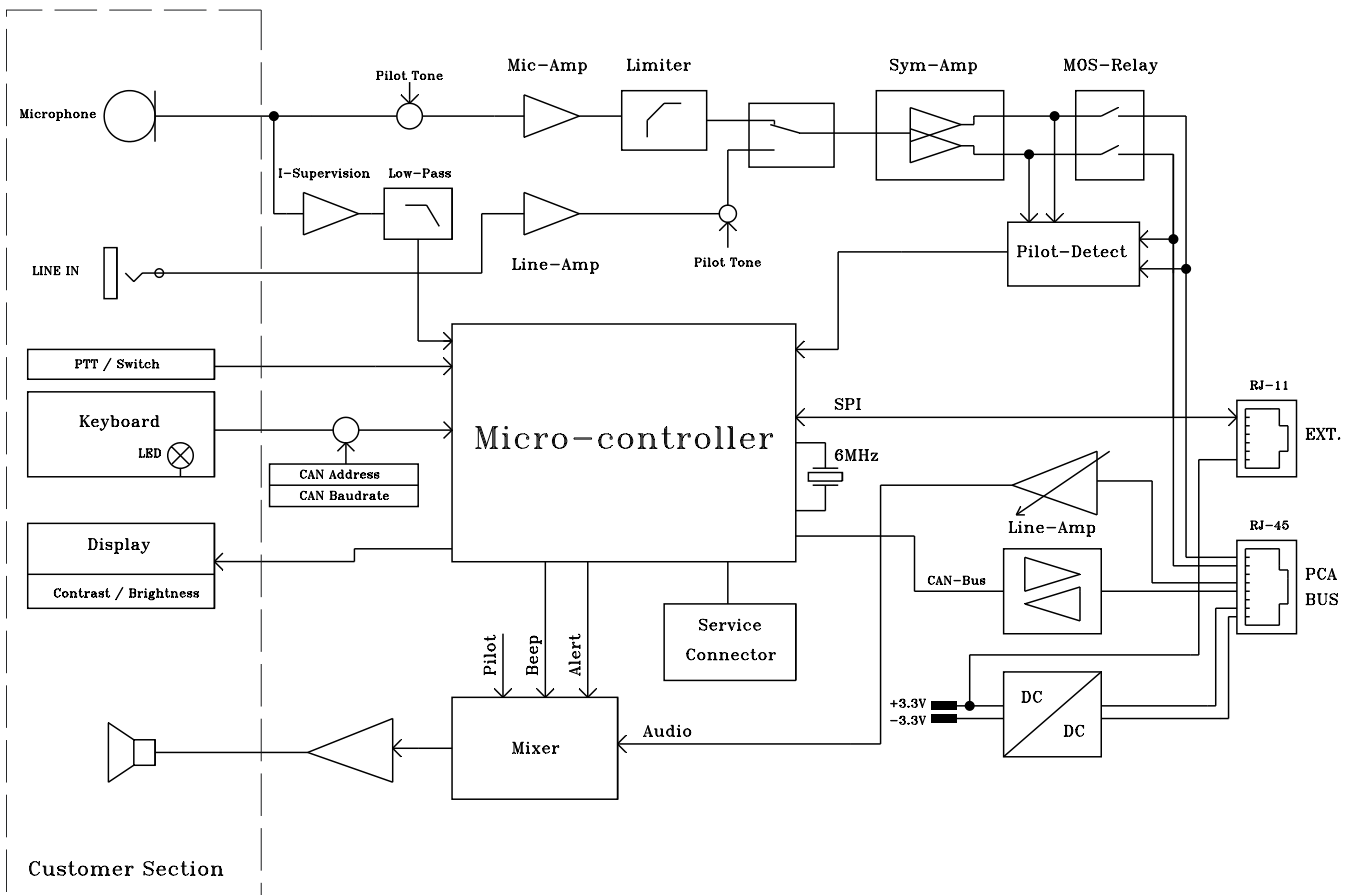 Mic-Amp
Limiter
Sym-Amp
MOS-Relay
Pilot Tone
Microphone
I-Supervision
Low-Pass
LINE IN
Line-Amp
Pilot Tone
Pilot-Detect
PTT / Switch
Keyboard
LED
CAN Address
CAN Baudrate
Micro-controller
SPI
6MHz
RJ-11
EXT.
Line-Amp
RJ-45
PCA
BUS
CAN-Bus
Display
Contrast / Brightness
Service
Connector
Pilot
Beep
Alert
+3.3V
-3.3V
DC
DC
Audio
Mixer
Customer Section